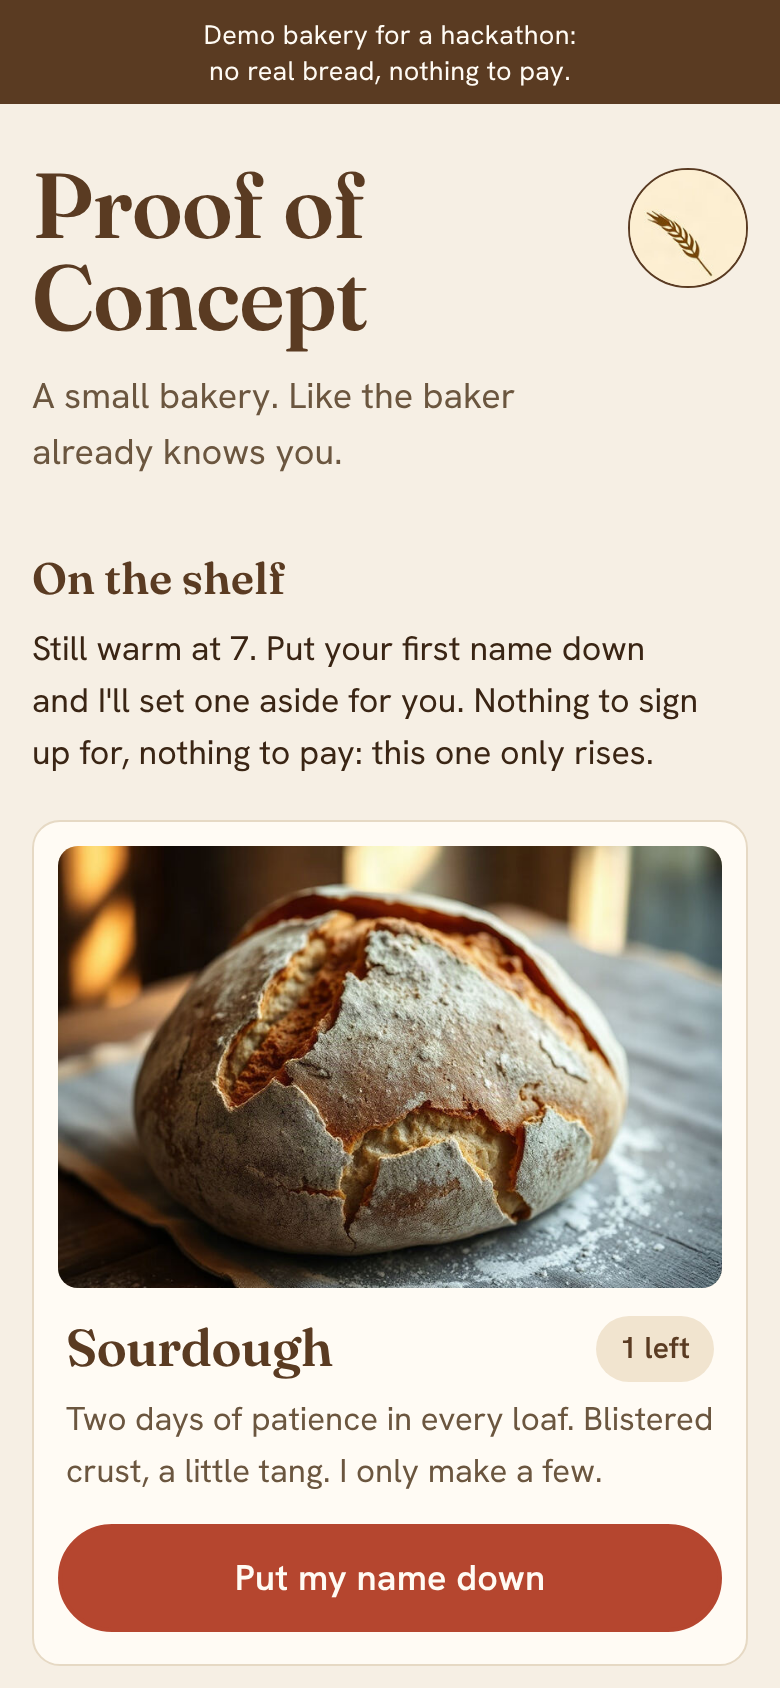 Demo bakery for a hackathon:
no real bread, nothing to pay.
Proof of
Concept
A small bakery. Like the baker
already knows you.
On the shelf
Still warm at 7. Put your first name down
and I'll set one aside for you. Nothing to sign
up for, nothing to pay: this one only rises.
Sourdough
1 left
Two days of patience in every loaf. Blistered
crust, a little tang. I only make a few.
Put my name down